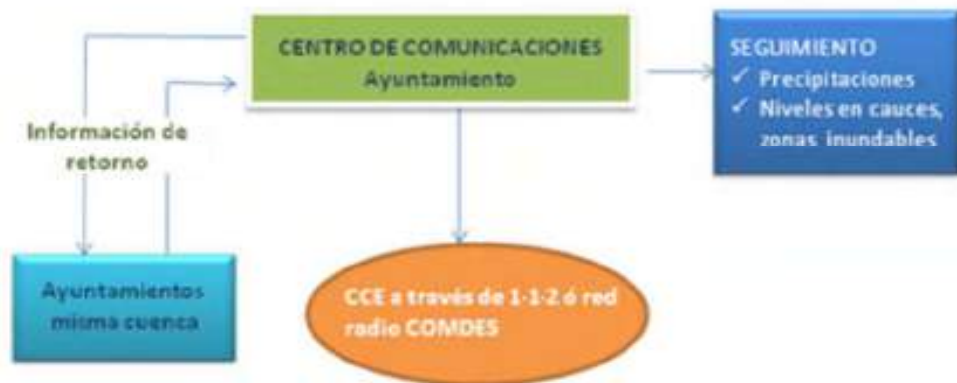 CENTRO DE COMUNICACIONES
Ayuntamiento
SEGUIMIENTO
✓ Precipitaciones
✓ Niveles en cauces,
zonas inundables
Información de
retorno
Ayuntamientos
misma cuenca
CCE a través de 1-1-2 ó red
radio COMDES